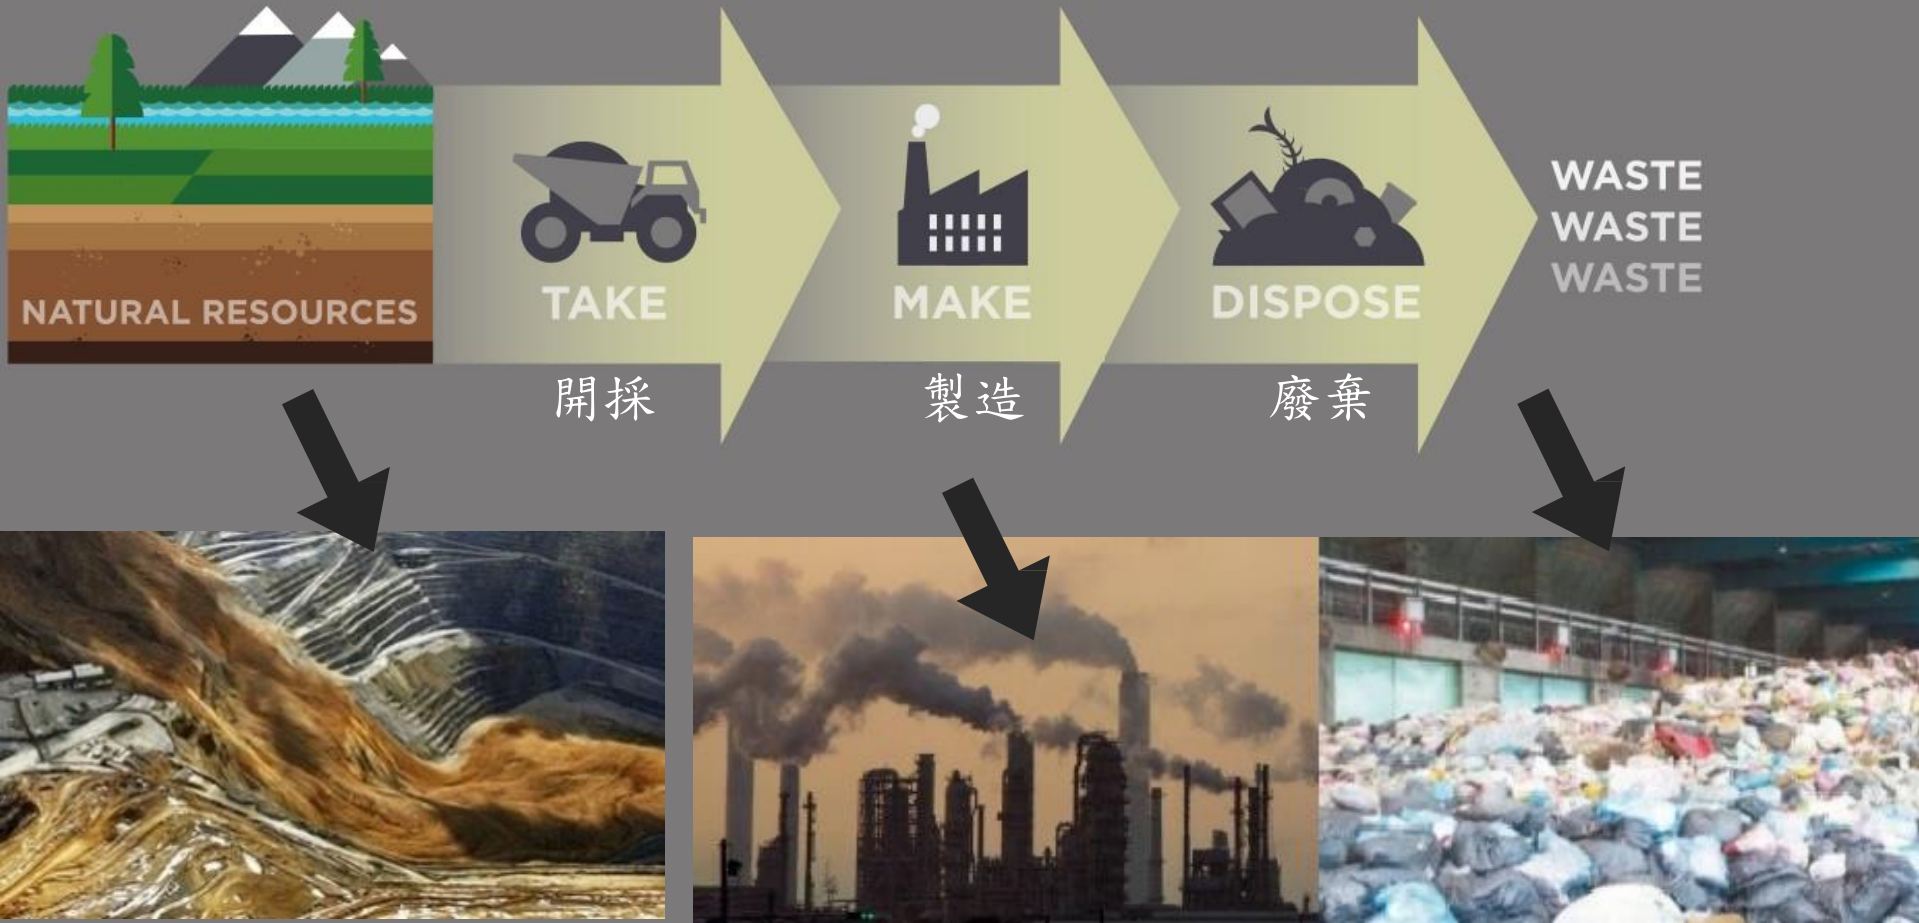 NATURAL RESOURCES
TAKE
MAKE
DISPOSE
WASTE
WASTE
WASTE
開採
製造
廢棄